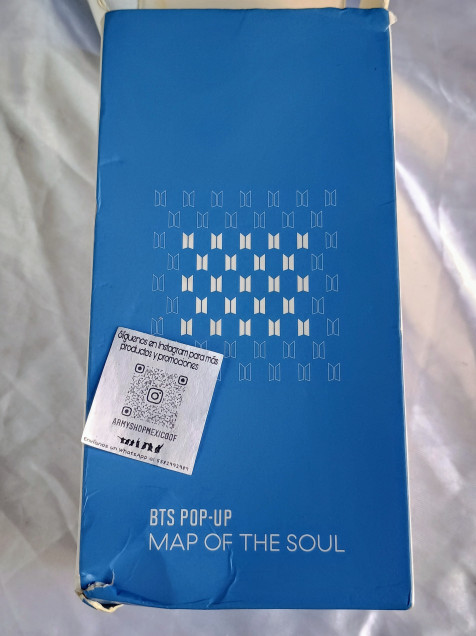 Síguenos en Instagram para más
productos y promociones
ARMYSHOPMEXICOOF
BTS POP-UP
MAP OF THE SOUL